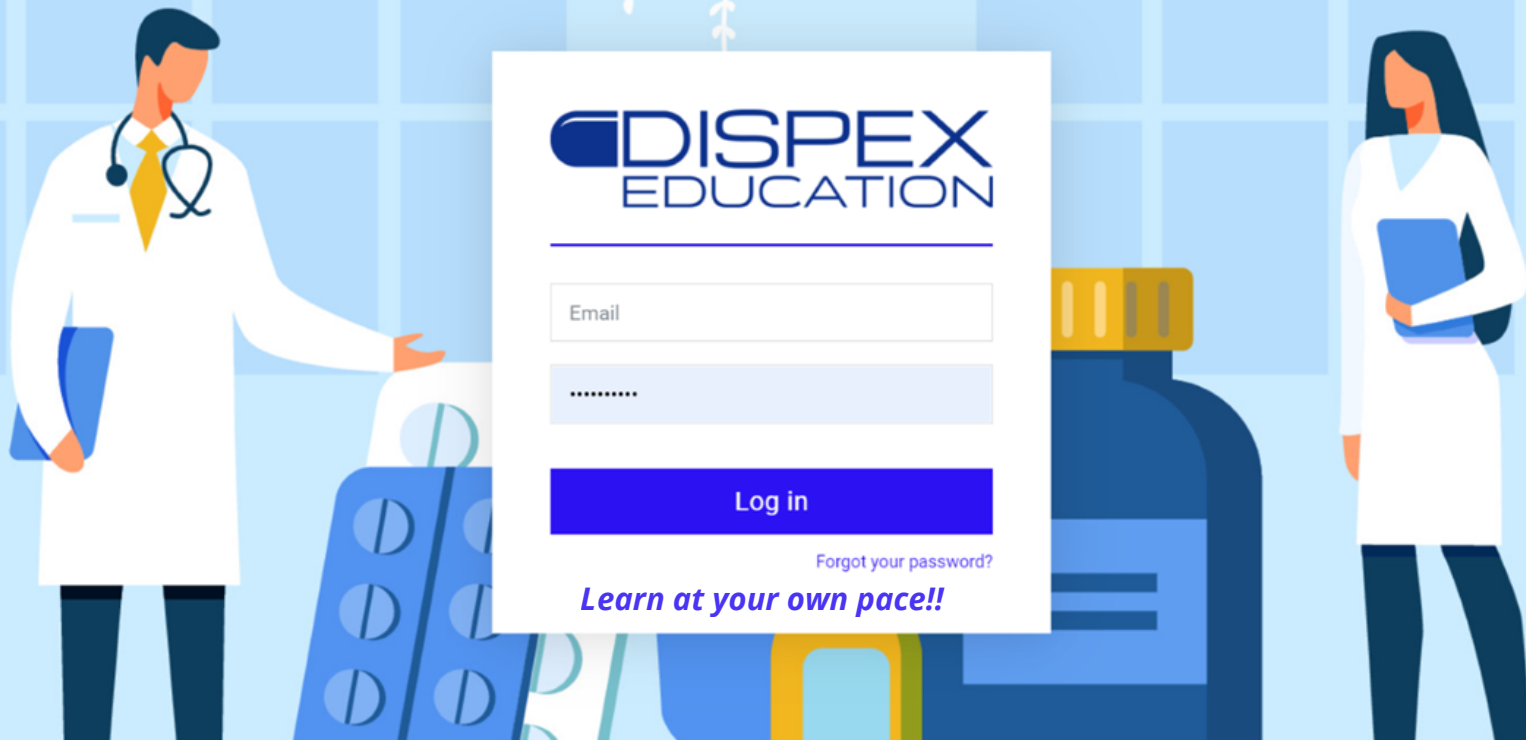 DISPEX
EDUCATION
Email
••••••••••
Log in
Forgot your password?
Learn at your own pace!!